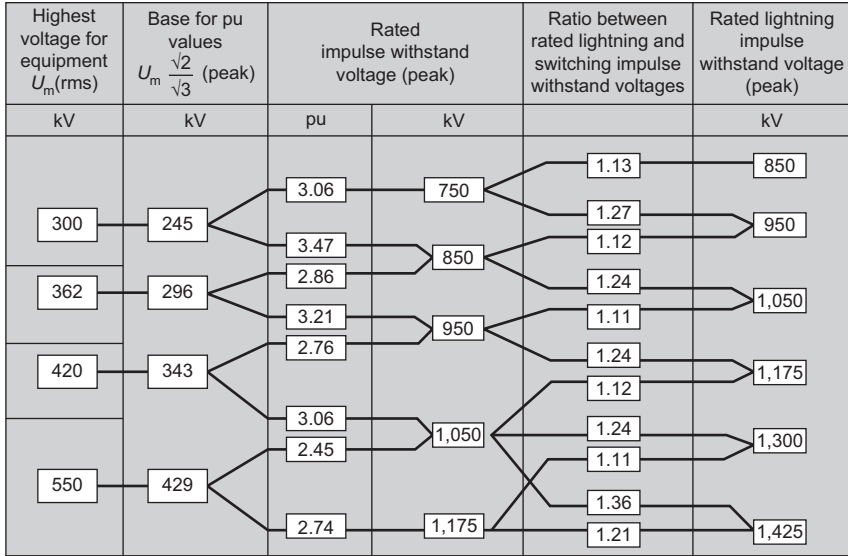 Highest
voltage for
equipment
Um(rms)
Base for pu
values
Um √2/√3 (peak)
Rated
impulse withstand
voltage (peak)
Ratio between
rated lightning and
switching impulse
withstand voltages
Rated lightning
impulse
withstand voltage
(peak)
kV kV pu kV kV
1.13 850
3.06 750
1.27
300 245 950
1.12
3.47
850
2.86
1.24
362 296
1,050
3.21 1.11
950
2.76
1.24
420 343 1,175
1.12
3.06
1,050 1.24
1,300
2.45
1.11
550 429
1.36
2.74 1,175 1,425
1.21